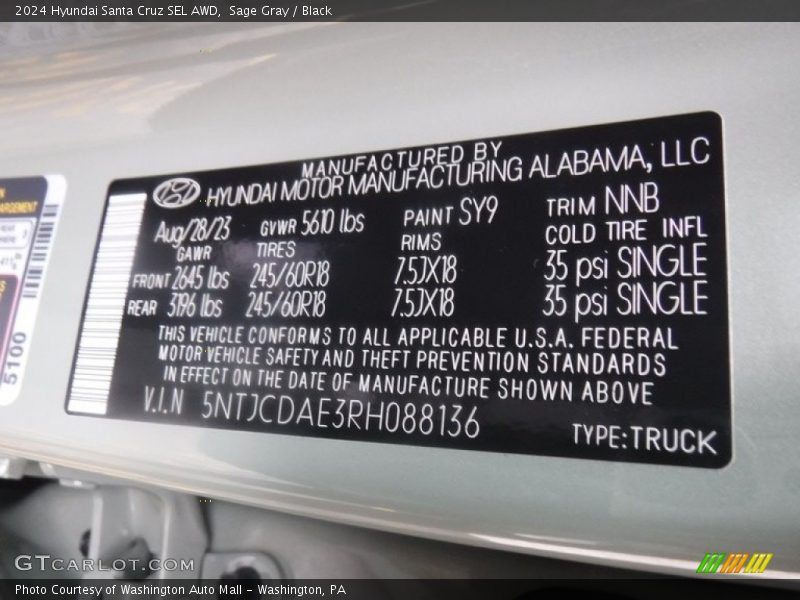 2024 Hyundai Santa Cruz SEL AWD, Sage Gray / Black
MANUFACTURED BY
HYUNDAI MOTOR MANUFACTURING ALABAMA, LLC
Aug/28/23 GVWR 5610 lbs PAINT SY9 TRIM NNB
GAWR TIRES RIMS COLD TIRE INFL
FRONT 2645 lbs 245/60R18 7.5JX18 35 psi SINGLE
REAR 3196 lbs 245/60R18 7.5JX18 35 psi SINGLE
THIS VEHICLE CONFORMS TO ALL APPLICABLE U.S.A. FEDERAL
MOTOR VEHICLE SAFETY AND THEFT PREVENTION STANDARDS
IN EFFECT ON THE DATE OF MANUFACTURE SHOWN ABOVE
V.I.N 5NTJCDAE3RH088136
TYPE:TRUCK
5100
GTCARLOT.COM
Photo Courtesy of Washington Auto Mall - Washington, PA